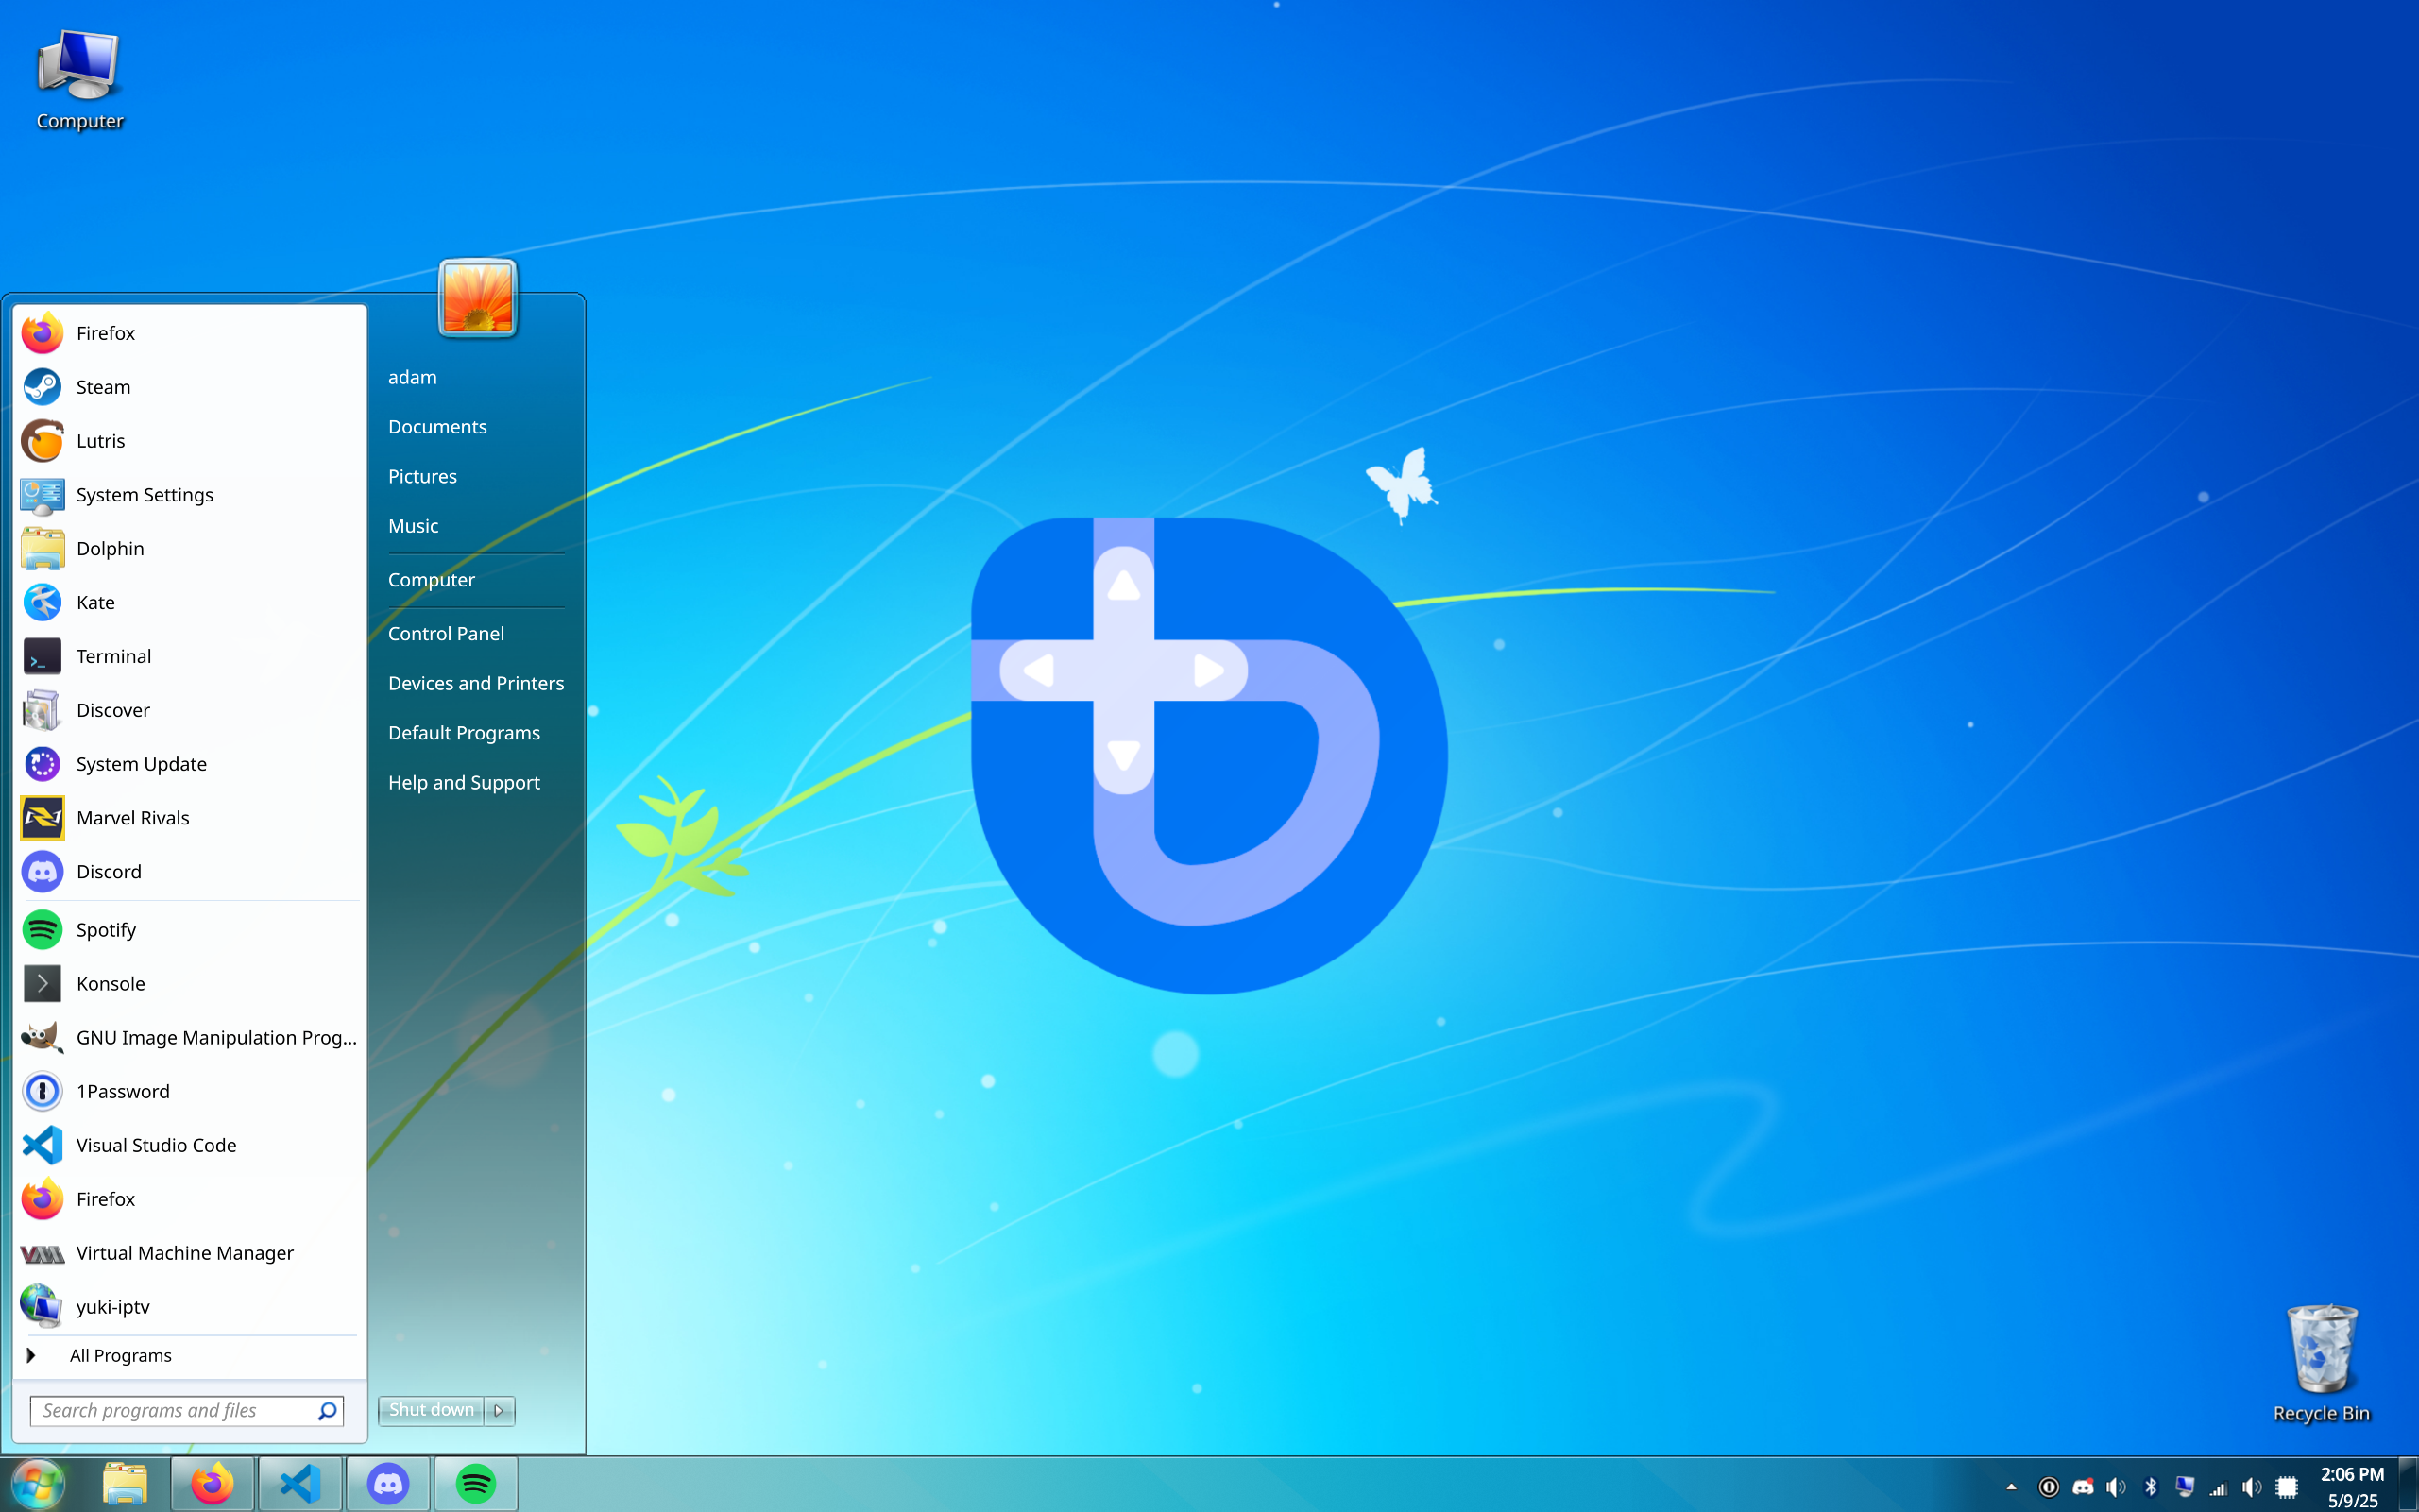 Computer
Firefox
Steam
Lutris
System Settings
Dolphin
Kate
Terminal
Discover
System Update
Marvel Rivals
Discord
Spotify
Konsole
GNU Image Manipulation Prog...
1Password
Visual Studio Code
Firefox
Virtual Machine Manager
yuki-iptv
All Programs
Search programs and files
adam
Documents
Pictures
Music
Computer
Control Panel
Devices and Printers
Default Programs
Help and Support
Shut down
Recycle Bin
2:06 PM
5/9/25